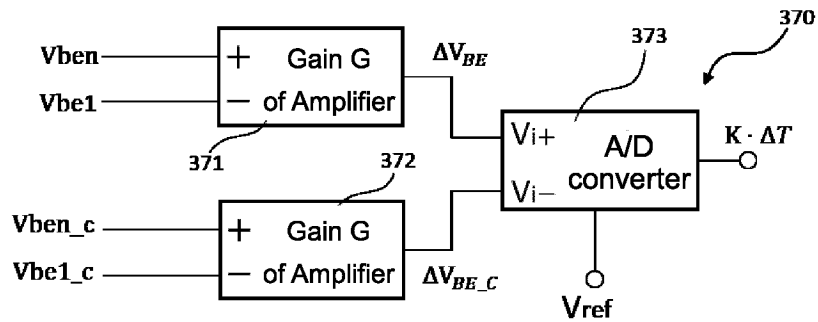 370
373
Vben
+
Gain G
ΔV_BE
Vbe1
−
of Amplifier
371
Vi+
A/D
K · ΔT
Vi−
converter
372
Vben_c
+
Gain G
Vbe1_c
−
of Amplifier
ΔV_BE_C
Vref